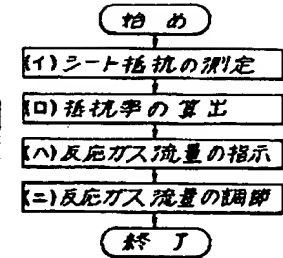 始め
(イ)シート抵抗の測定
(ロ)抵抗率の算出
(ハ)反応ガス流量の指示
(ニ)反応ガス流量の調節
終了